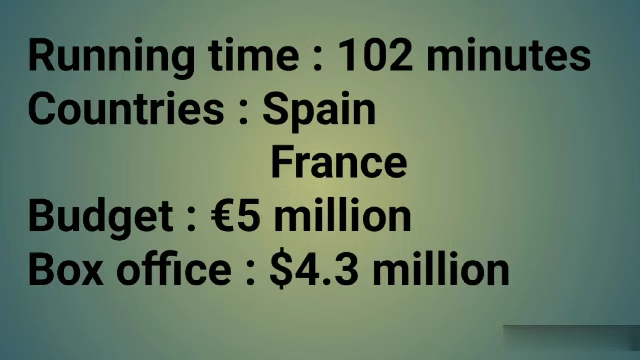 Running time : 102 minutes
Countries : Spain
France
Budget : €5 million
Box office : $4.3 million